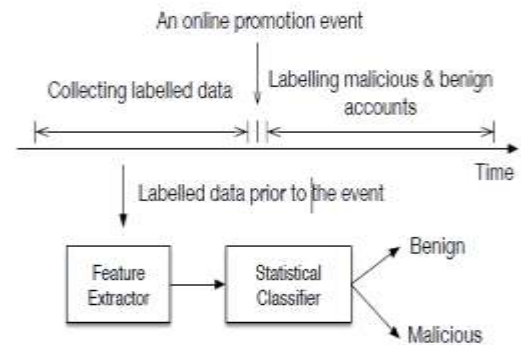 An online promotion event
Collecting labelled data
Labelling malicious & benign
accounts
Time
Labelled data prior to the event
Feature
Extractor
Statistical
Classifier
Benign
Malicious